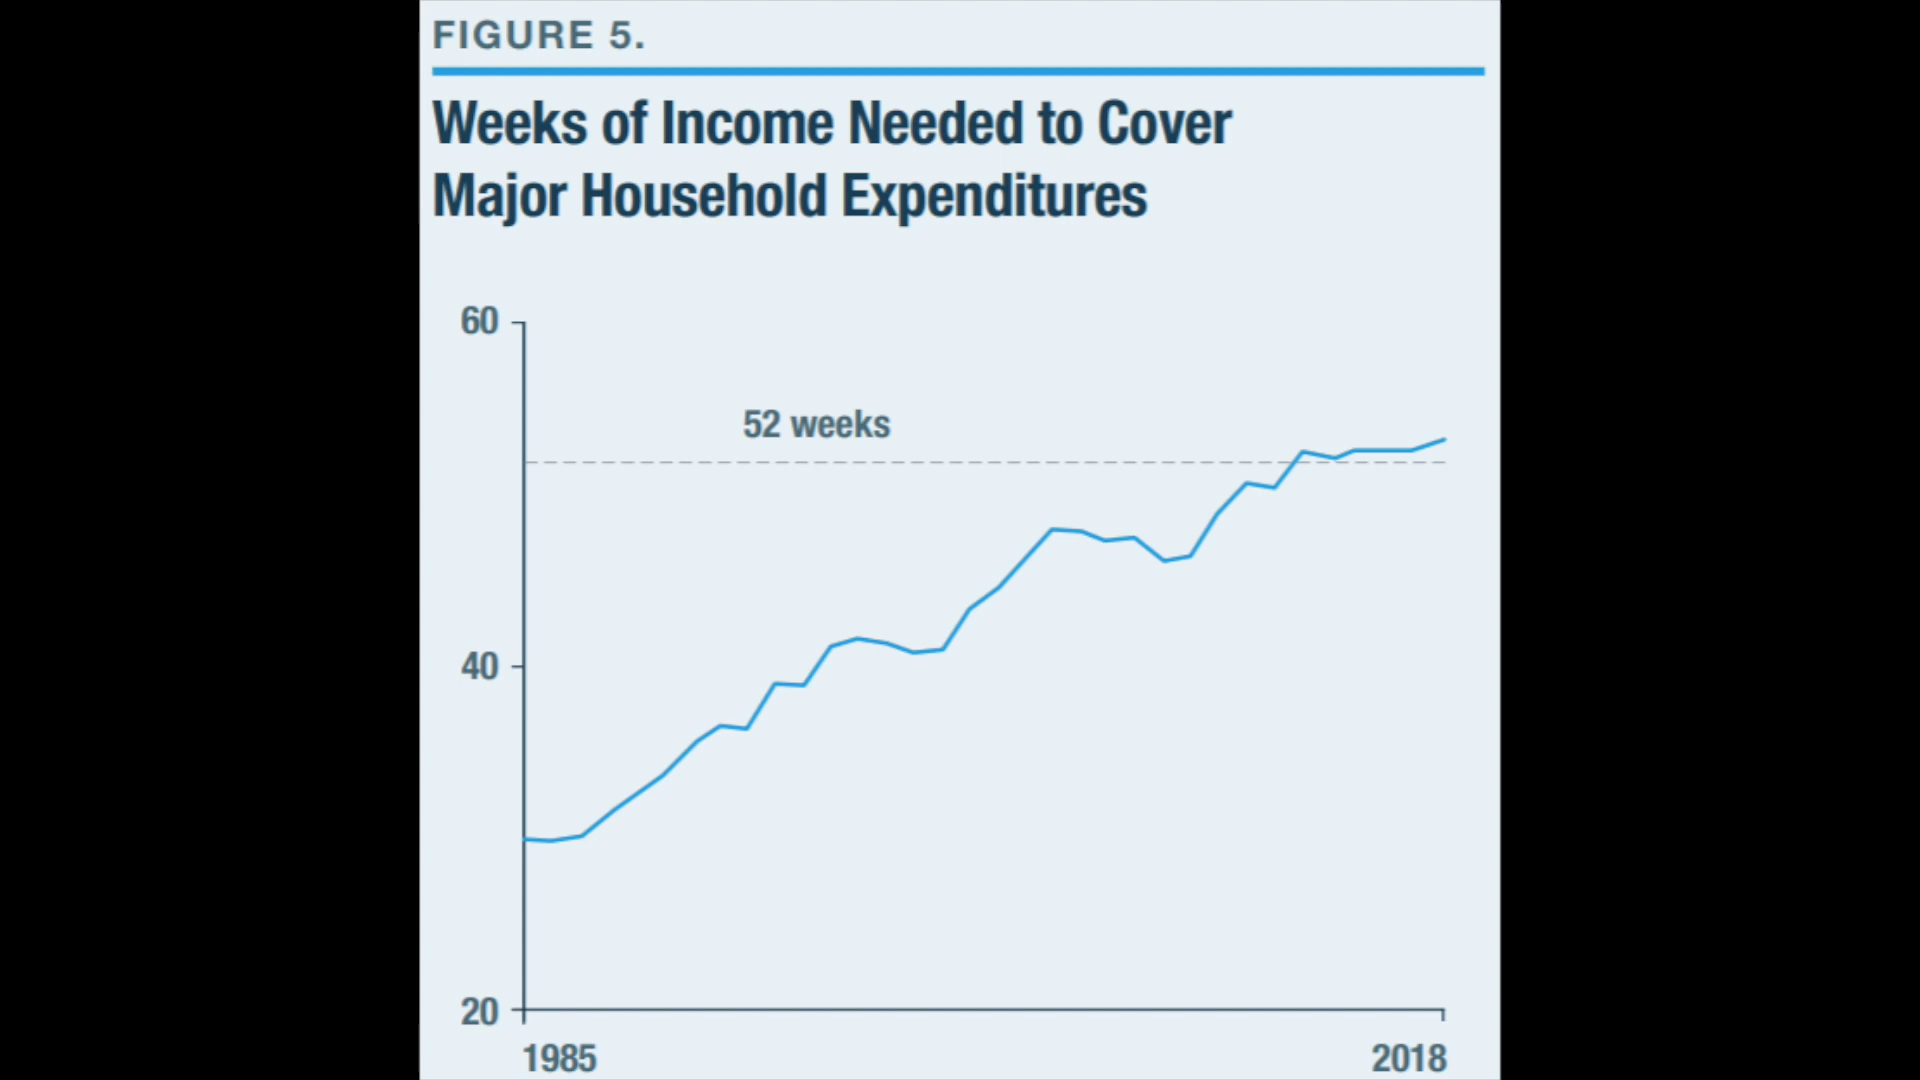 FIGURE 5.
Weeks of Income Needed to Cover
Major Household Expenditures
60
52 weeks
40
20
1985 2018